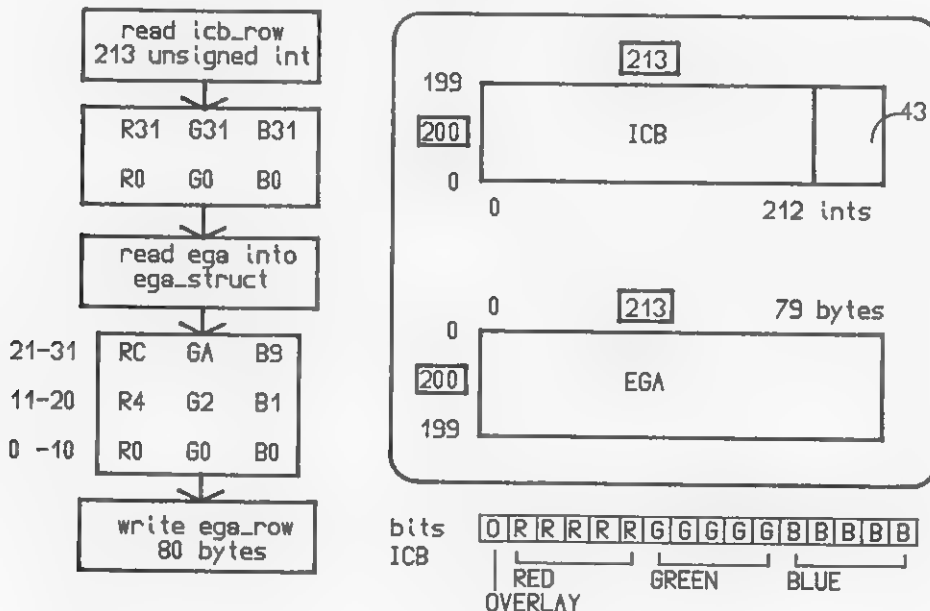 read icb_row
213 unsigned int
R31 G31 B31
R0 G0 B0
read ega into
ega_struct
21-31 RC GA B9
11-20 R4 G2 B1
0 -10 R0 G0 B0
write ega_row
80 bytes
213
199
200 ICB 43
0
0 212 ints
0 213 79 bytes
0
200 EGA
199
bits O R R R R R G G G G G B B B B B
ICB
RED GREEN BLUE
OVERLAY